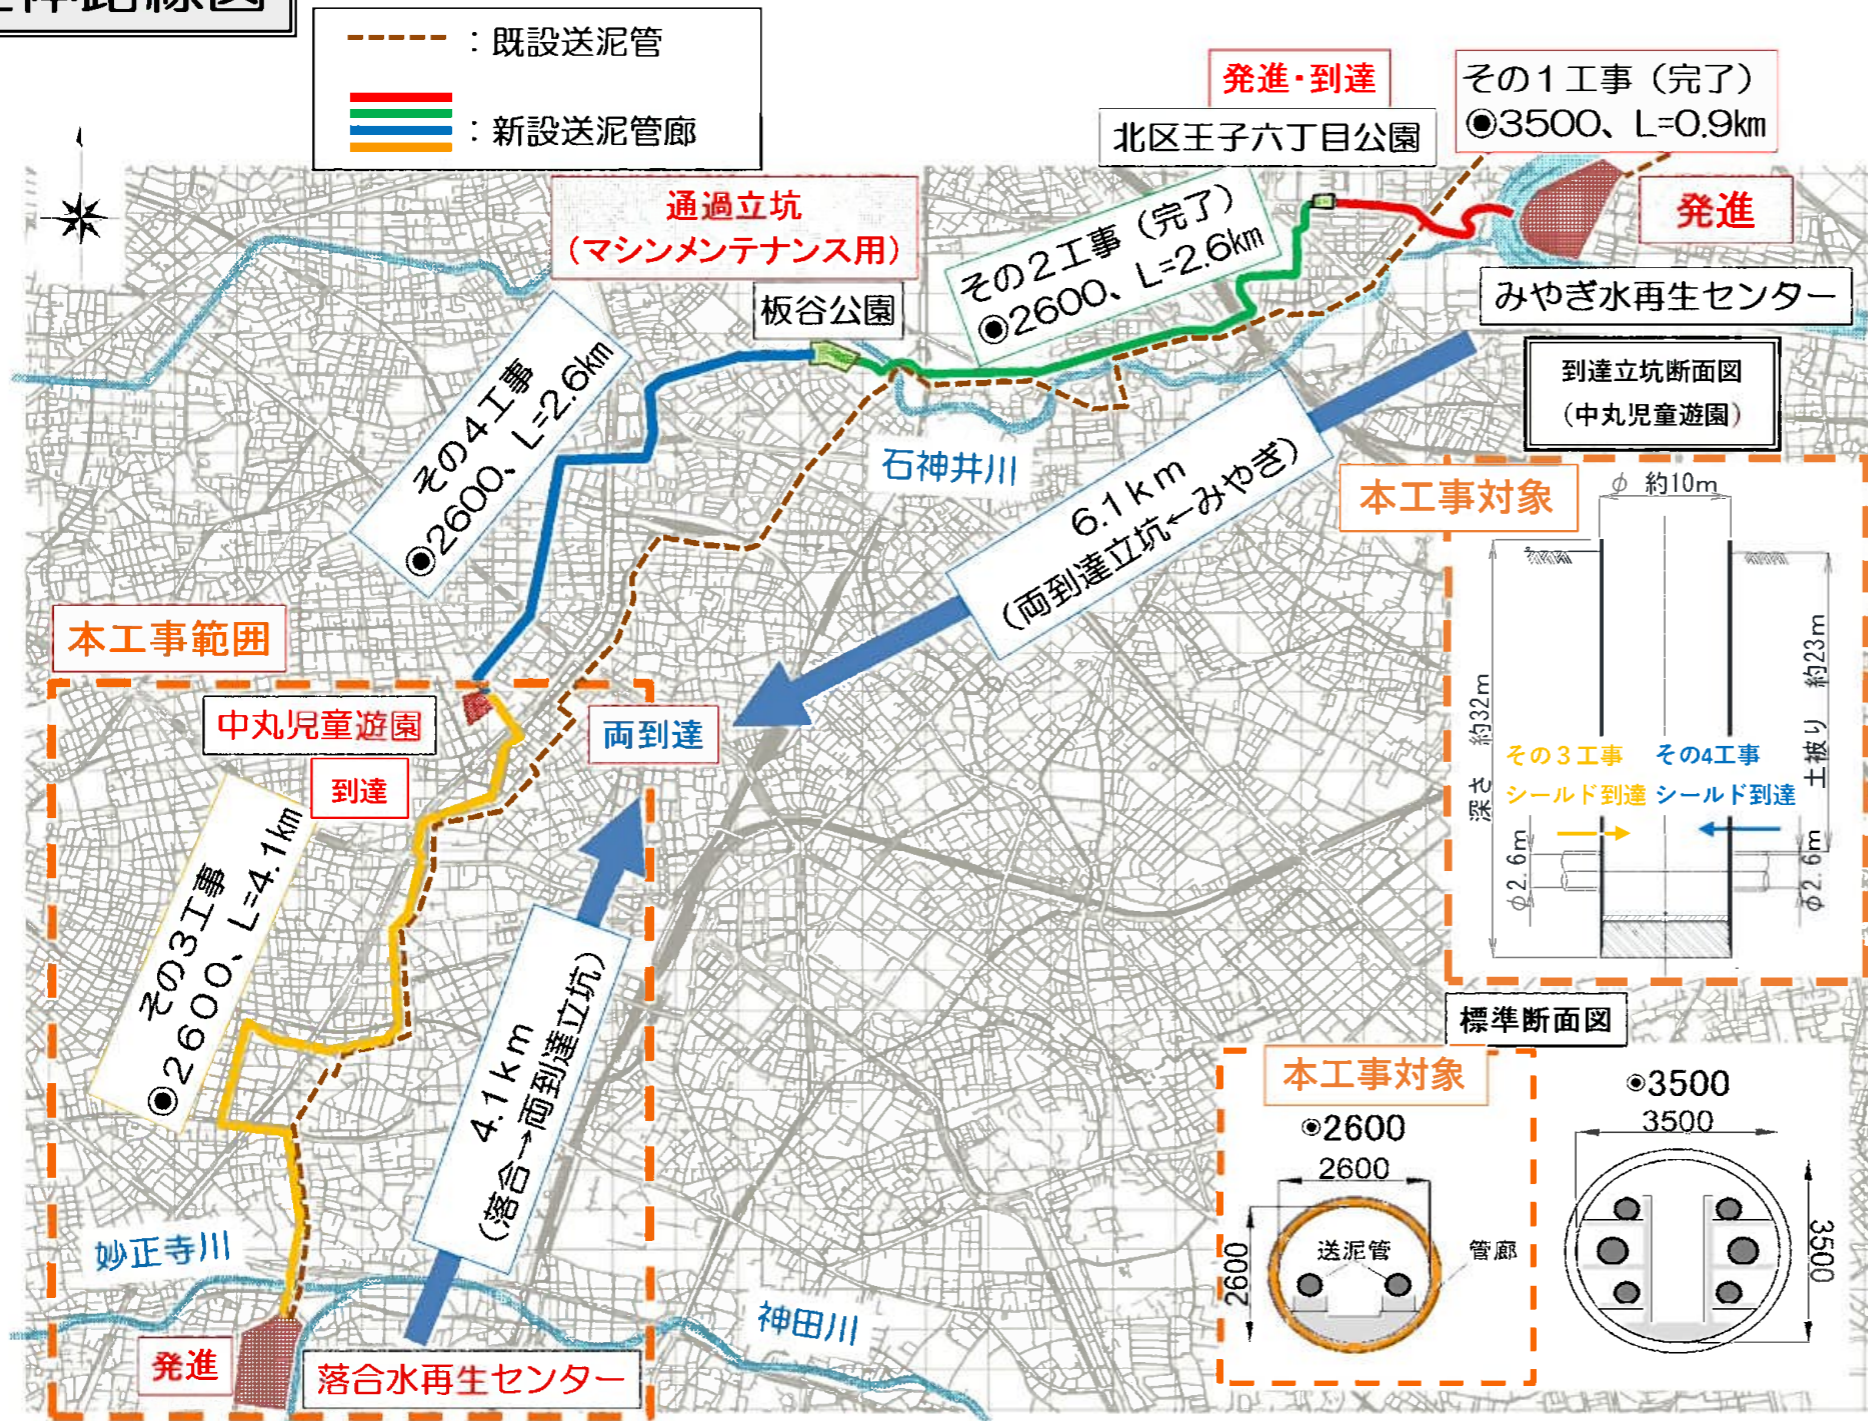 ：既設送泥管
：新設送泥管廊
発進・到達
北区王子六丁目公園
その１工事（完了）
◉3500、L=0.9km
発進
みやぎ水再生センター
通過立坑
（マシンメンテナンス用）
板谷公園
その２工事（完了）
◉2600、L=2.6km
その４工事
◉2600、L=2.6km
石神井川
6.1km
（両到達立坑←みやぎ）
到達立坑断面図
（中丸児童遊園）
本工事対象
φ 約10m
深さ 約32m
土被り 約23m
その３工事
シールド到達
その4工事
シールド到達
φ2.6m
φ2.6m
本工事範囲
中丸児童遊園
到達
両到達
その３工事
◉2600、L=4.1km
4.1km
（落合→両到達立坑）
妙正寺川
神田川
発進
落合水再生センター
標準断面図
本工事対象
◉2600
2600
2600
送泥管
管廊
◉3500
3500
3500